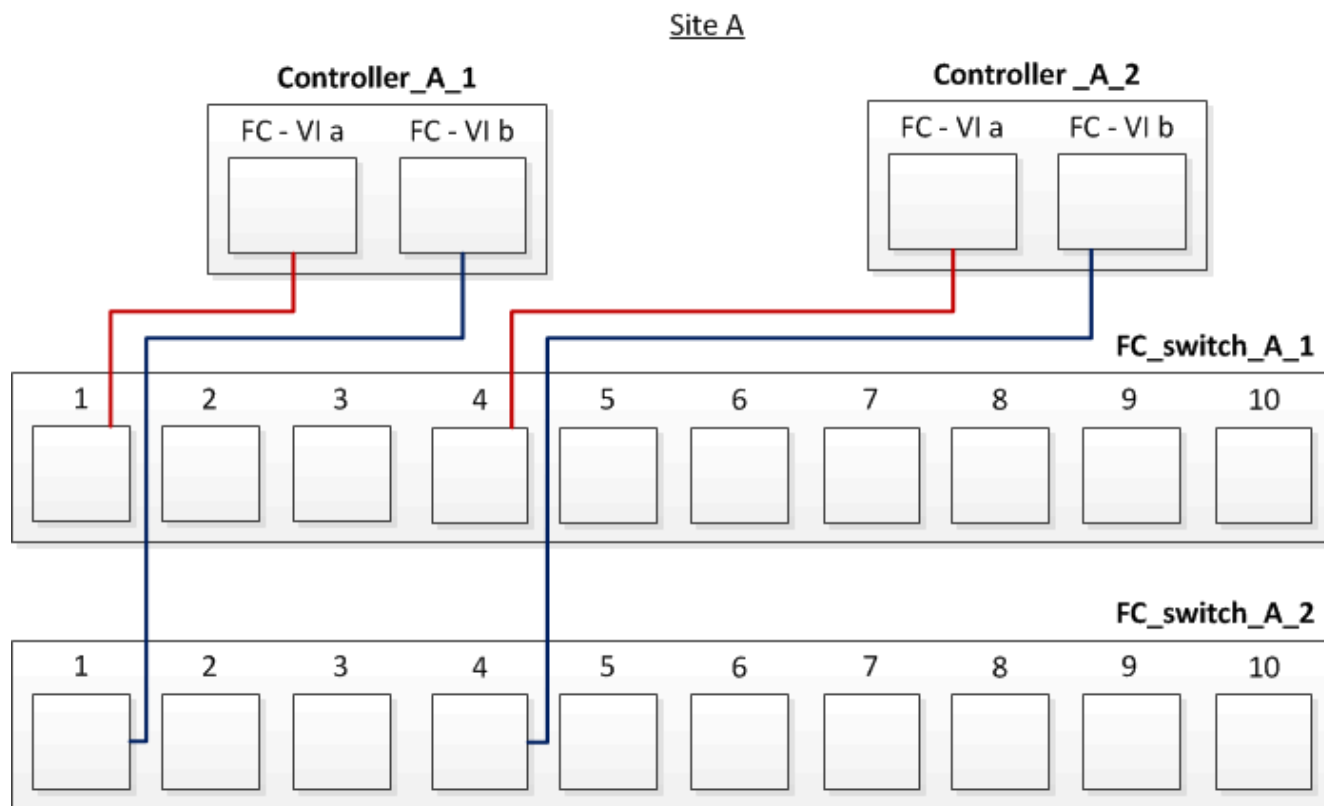 Site A
Controller_A_1
Controller _A_2
FC - VI a FC - VI b
FC - VI a FC - VI b
FC_switch_A_1
1 2 3 4 5 6 7 8 9 10
FC_switch_A_2
1 2 3 4 5 6 7 8 9 10